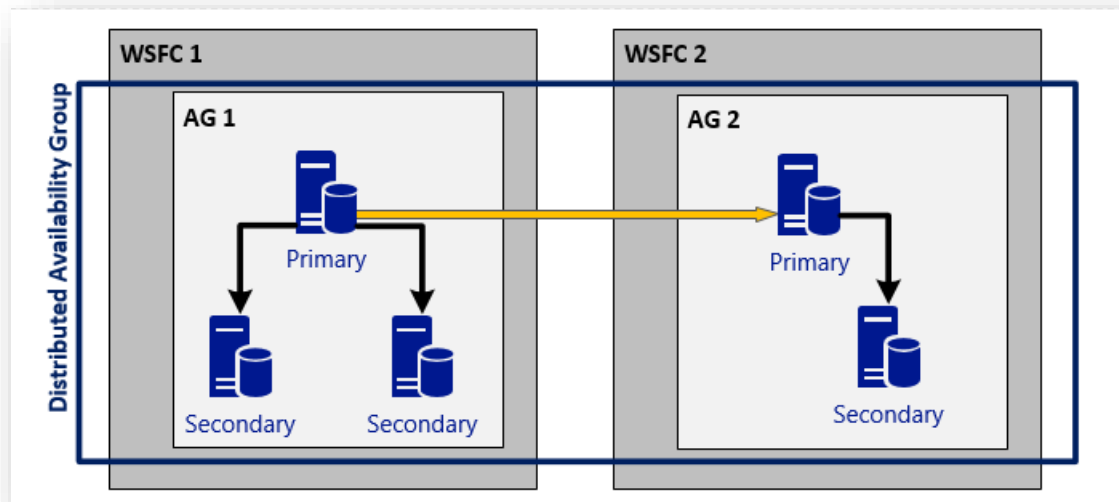 WSFC 1
WSFC 2
Distributed Availability Group
AG 1
AG 2
Primary
Primary
Secondary
Secondary
Secondary